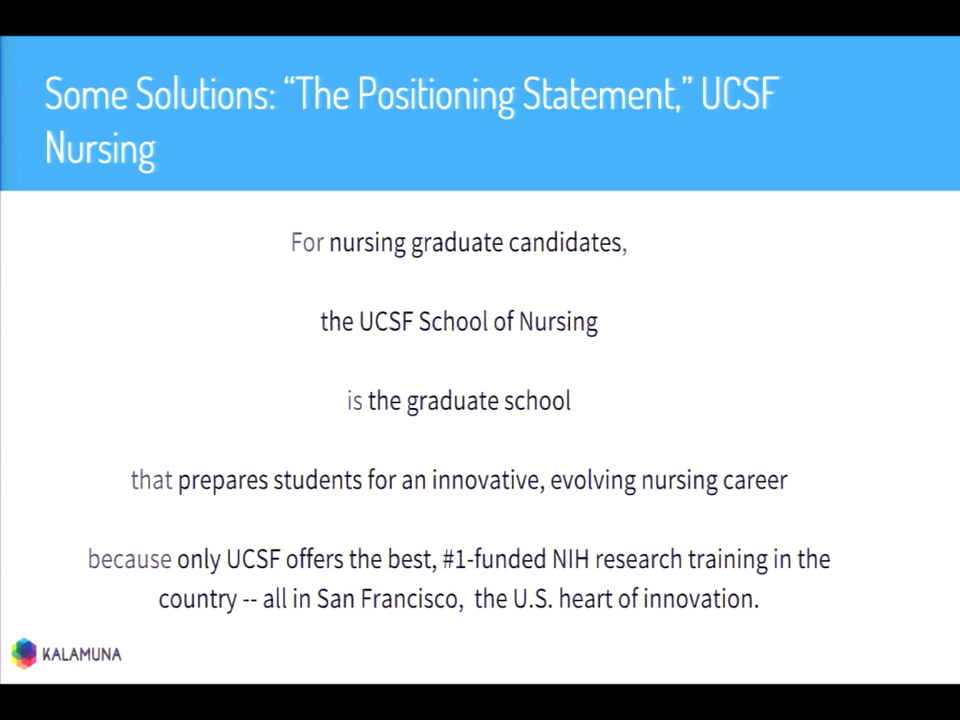 Some Solutions: “The Positioning Statement,” UCSF
Nursing
For nursing graduate candidates,
the UCSF School of Nursing
is the graduate school
that prepares students for an innovative, evolving nursing career
because only UCSF offers the best, #1-funded NIH research training in the
country -- all in San Francisco, the U.S. heart of innovation.
KALAMUNA